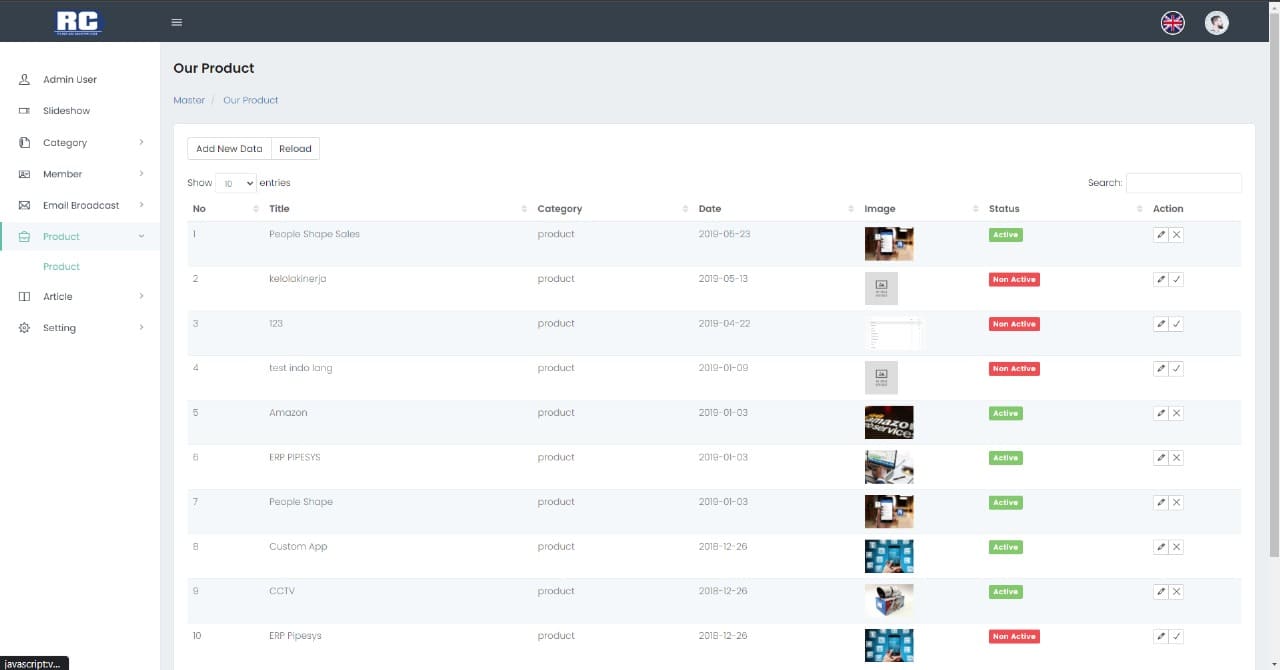 RC
Our Product
Master / Our Product
Admin User
Slideshow
Category
Member
Email Broadcast
Product
Product
Article
Setting
Add New Data Reload
Show 10 entries Search:
No Title Category Date Image Status Action
1 People Shape Sales product 2019-05-23 Active
2 kelolakinerja product 2019-05-13 Non Active
3 123 product 2019-04-22 Non Active
4 test indo lang product 2019-01-09 Non Active
5 Amazon product 2019-01-03 amazon Active
6 ERP PIPESYS product 2019-01-03 Active
7 People Shape product 2019-01-03 Active
8 Custom App product 2018-12-26 Active
9 CCTV product 2018-12-26 Active
10 ERP Pipesys product 2018-12-26 Non Active
javascript:v...